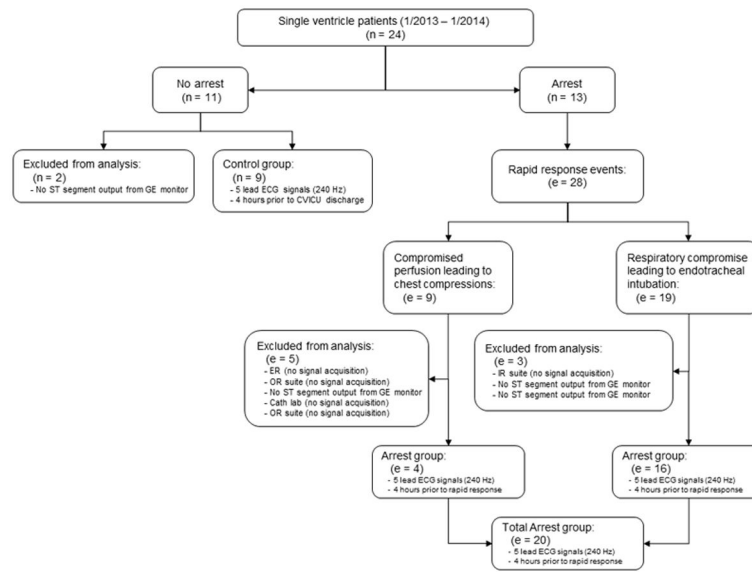 Single ventricle patients (1/2013 – 1/2014)
(n = 24)
No arrest
(n = 11)
Arrest
(n = 13)
Excluded from analysis:
(n = 2)
- No ST segment output from GE monitor
Control group:
(n = 9)
- 5 lead ECG signals (240 Hz)
- 4 hours prior to CVICU discharge
Rapid response events:
(e = 28)
Compromised
perfusion leading to
chest compressions:
(e = 9)
Respiratory compromise
leading to endotracheal
intubation:
(e = 19)
Excluded from analysis:
(e = 5)
- ER (no signal acquisition)
- OR suite (no signal acquisition)
- No ST segment output from GE monitor
- Cath lab (no signal acquisition)
- OR suite (no signal acquisition)
Excluded from analysis:
(e = 3)
- IR suite (no signal acquisition)
- No ST segment output from GE monitor
- No ST segment output from GE monitor
Arrest group:
(e = 4)
- 5 lead ECG signals (240 Hz)
- 4 hours prior to rapid response
Arrest group:
(e = 16)
- 5 lead ECG signals (240 Hz)
- 4 hours prior to rapid response
Total Arrest group:
(e = 20)
- 5 lead ECG signals (240 Hz)
- 4 hours prior to rapid response